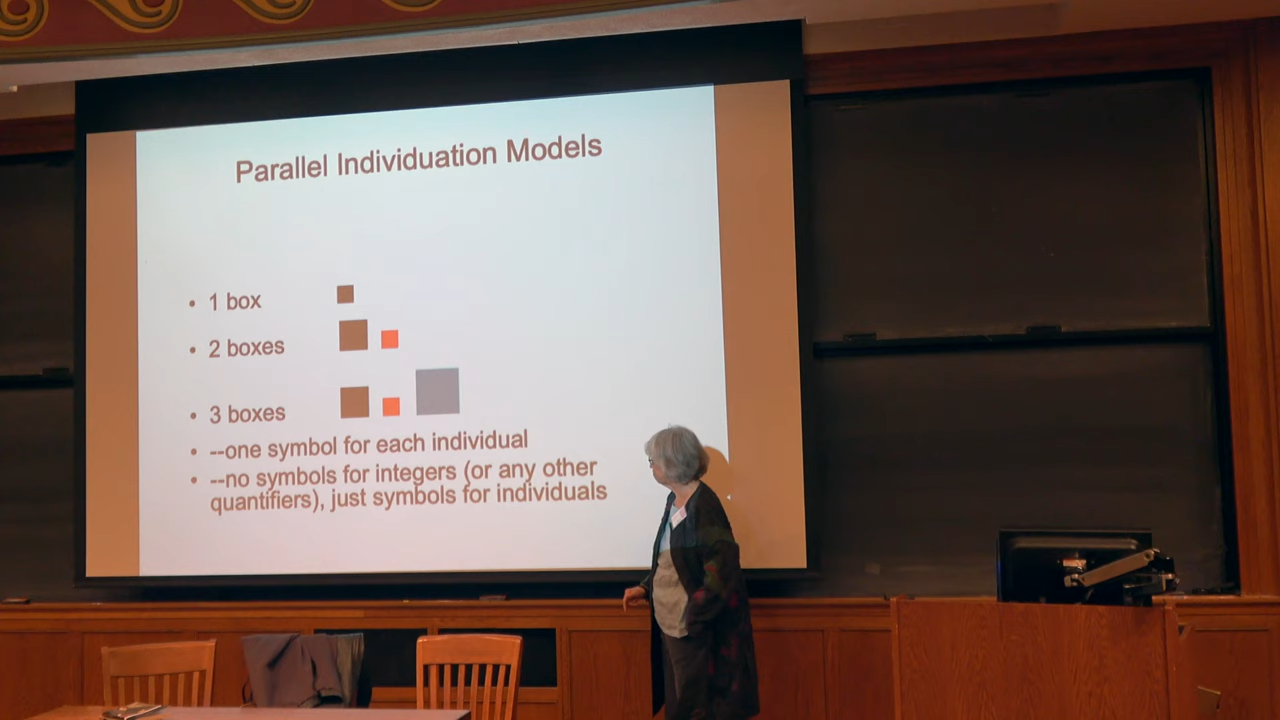 Parallel Individuation Models
• 1 box
• 2 boxes
• 3 boxes
• --one symbol for each individual
• --no symbols for integers (or any other
quantifiers), just symbols for individuals